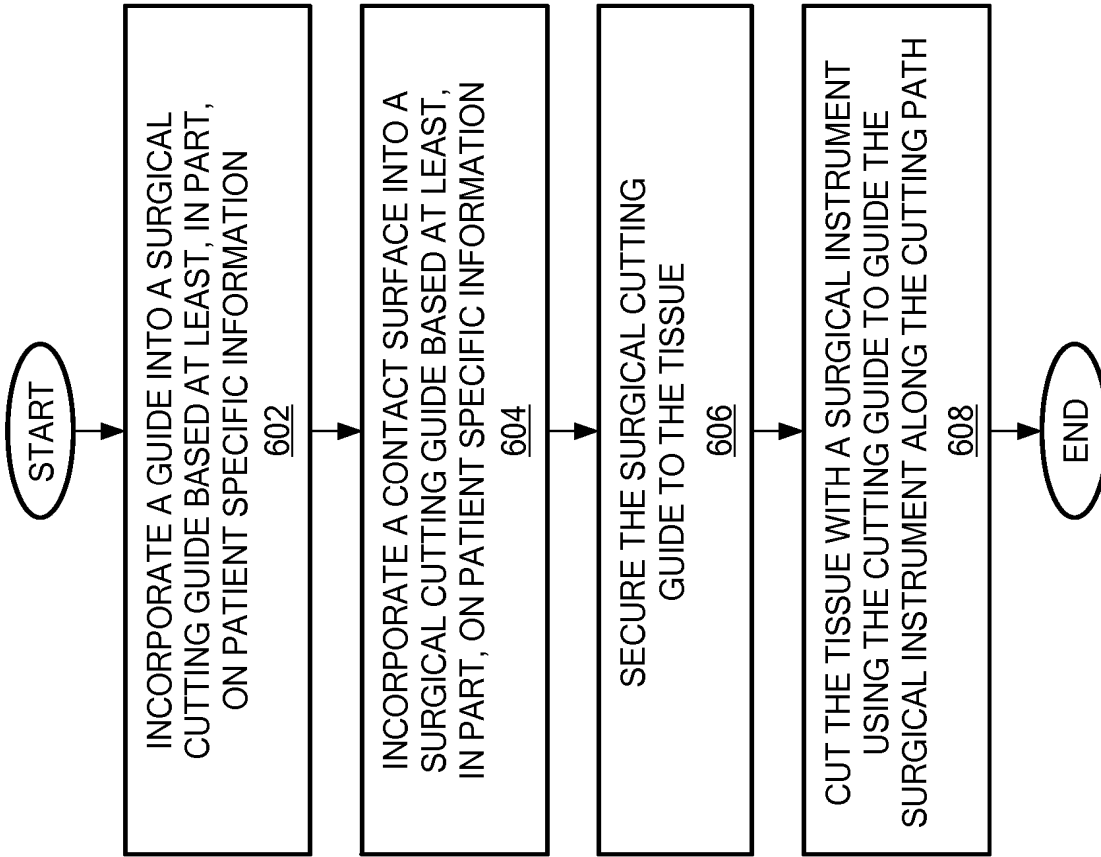 START
INCORPORATE A GUIDE INTO A SURGICAL
CUTTING GUIDE BASED AT LEAST, IN PART,
ON PATIENT SPECIFIC INFORMATION
602
INCORPORATE A CONTACT SURFACE INTO A
SURGICAL CUTTING GUIDE BASED AT LEAST,
IN PART, ON PATIENT SPECIFIC INFORMATION
604
SECURE THE SURGICAL CUTTING
GUIDE TO THE TISSUE
606
CUT THE TISSUE WITH A SURGICAL INSTRUMENT
USING THE CUTTING GUIDE TO GUIDE THE
SURGICAL INSTRUMENT ALONG THE CUTTING PATH
608
END